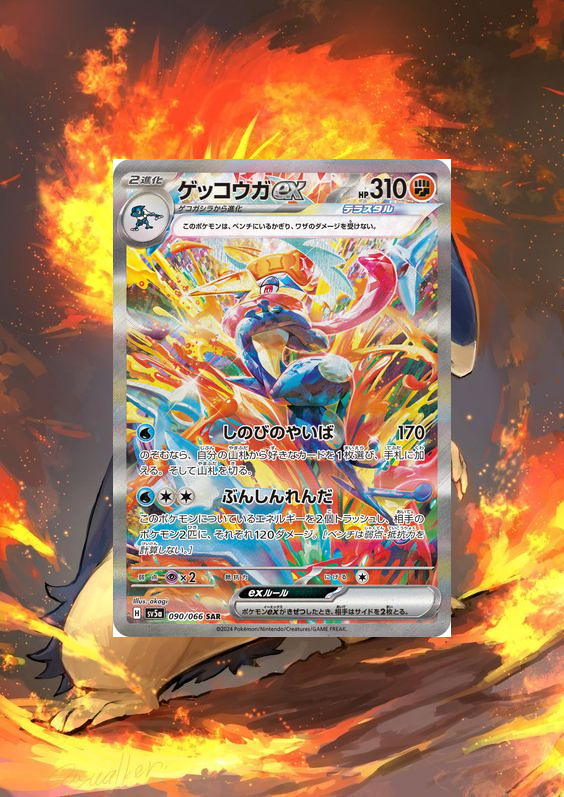 2進化
ゲッコウガex
HP 310
ゲコガシラから進化
テラスタル
このポケモンは、ベンチにいるかぎり、ワザのダメージを受けない。
しのびのやいば 170
のぞむなら、自分の山札から好きなカードを1枚選び、手札に加
える。そして山札を切る。
ぶんしんれんだ
このポケモンについているエネルギーを2個トラッシュし、相手の
ポケモン2匹に、それぞれ120ダメージ。[ベンチは弱点・抵抗力を
計算しない。]
弱点 ×2 抵抗力 にげる
exルール
ポケモンexがきぜつしたとき、相手はサイドを2枚とる。
Illus. akagi
H sv5a 090/066 SAR
©2024 Pokémon/Nintendo/Creatures/GAME FREAK.